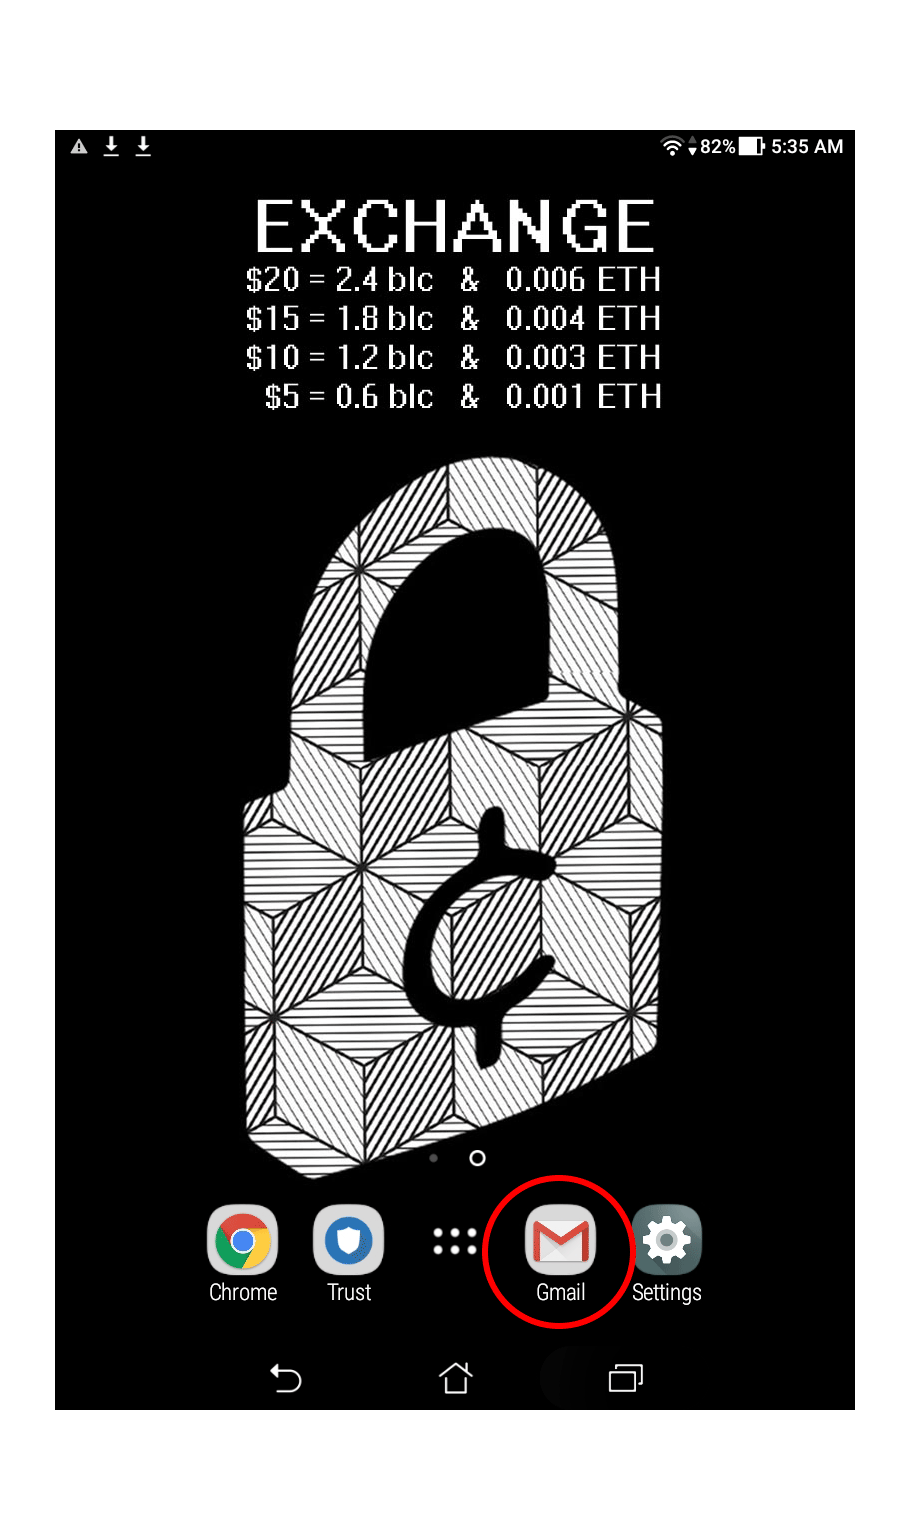 82% 5:35 AM
EXCHANGE
$20 = 2.4 blc & 0.006 ETH
$15 = 1.8 blc & 0.004 ETH
$10 = 1.2 blc & 0.003 ETH
$5 = 0.6 blc & 0.001 ETH
¢
Chrome Trust Gmail Settings